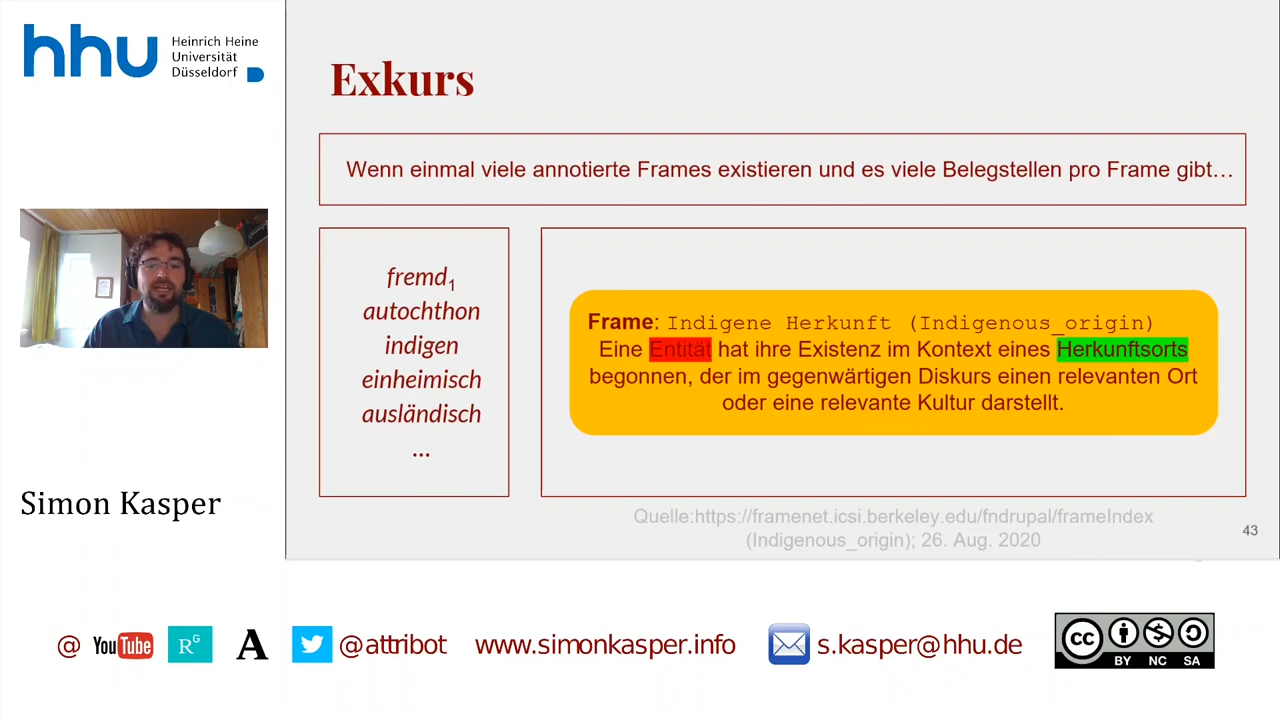 hhu
Heinrich Heine
Universität
Düsseldorf
Exkurs
Wenn einmal viele annotierte Frames existieren und es viele Belegstellen pro Frame gibt…
fremd₁
autochthon
indigen
einheimisch
ausländisch
...
Frame: Indigene Herkunft (Indigenous_origin)
Eine Entität hat ihre Existenz im Kontext eines Herkunftsorts
begonnen, der im gegenwärtigen Diskurs einen relevanten Ort
oder eine relevante Kultur darstellt.
Simon Kasper
Quelle:https://framenet.icsi.berkeley.edu/fndrupal/frameIndex
(Indigenous_origin); 26. Aug. 2020
43
@ YouTube RG A @attribot www.simonkasper.info s.kasper@hhu.de
cc BY NC SA